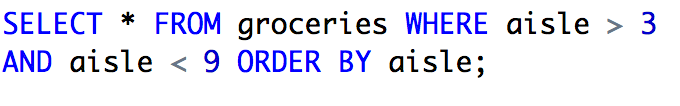 SELECT * FROM groceries WHERE aisle > 3
AND aisle < 9 ORDER BY aisle;